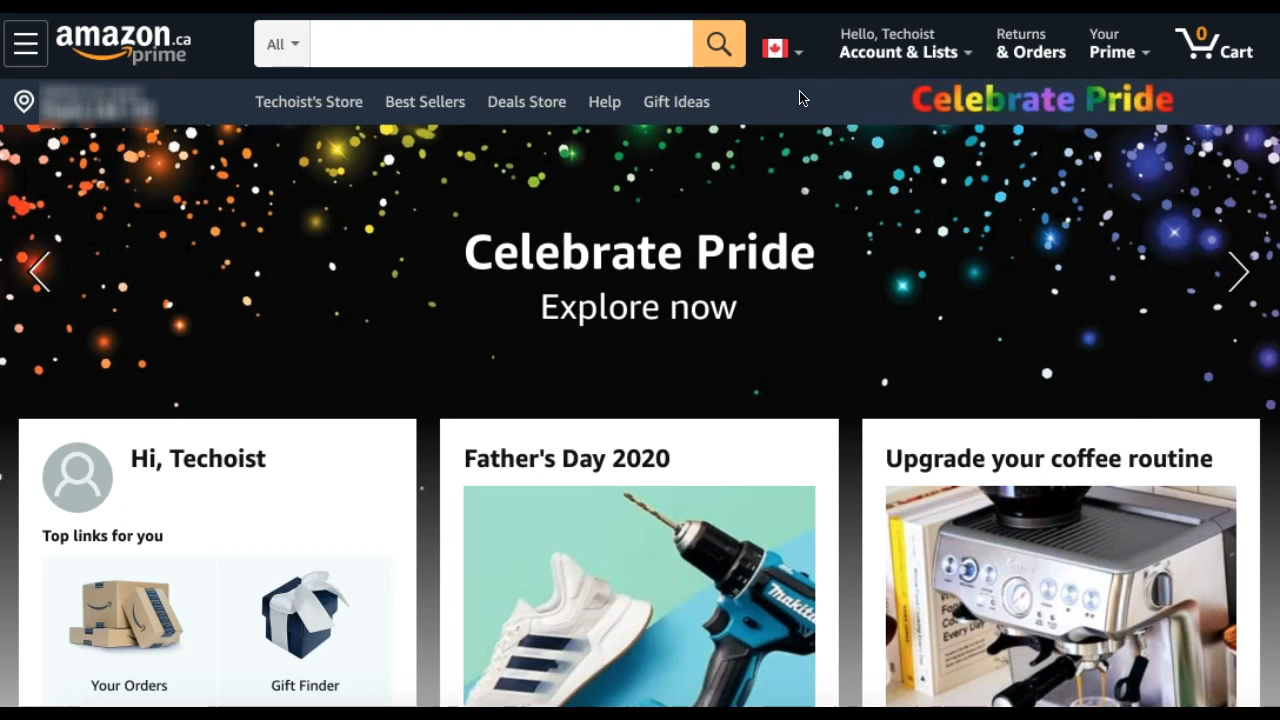 amazon.ca
prime
All
Hello, Techoist
Account & Lists
Returns
& Orders
Your
Prime
0
Cart
Techoist's Store
Best Sellers
Deals Store
Help
Gift Ideas
Celebrate Pride
Celebrate Pride
Explore now
Hi, Techoist
Top links for you
Your Orders
Gift Finder
Father's Day 2020
Makita
Upgrade your coffee routine
Every Day